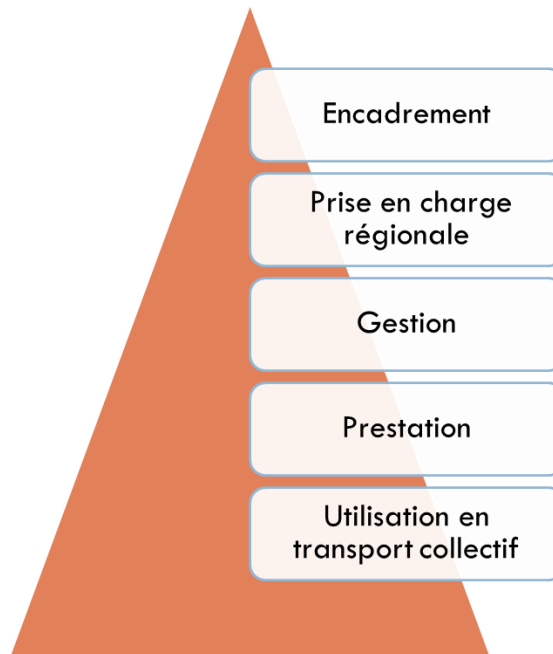 Encadrement
Prise en charge
régionale
Gestion
Prestation
Utilisation en
transport collectif